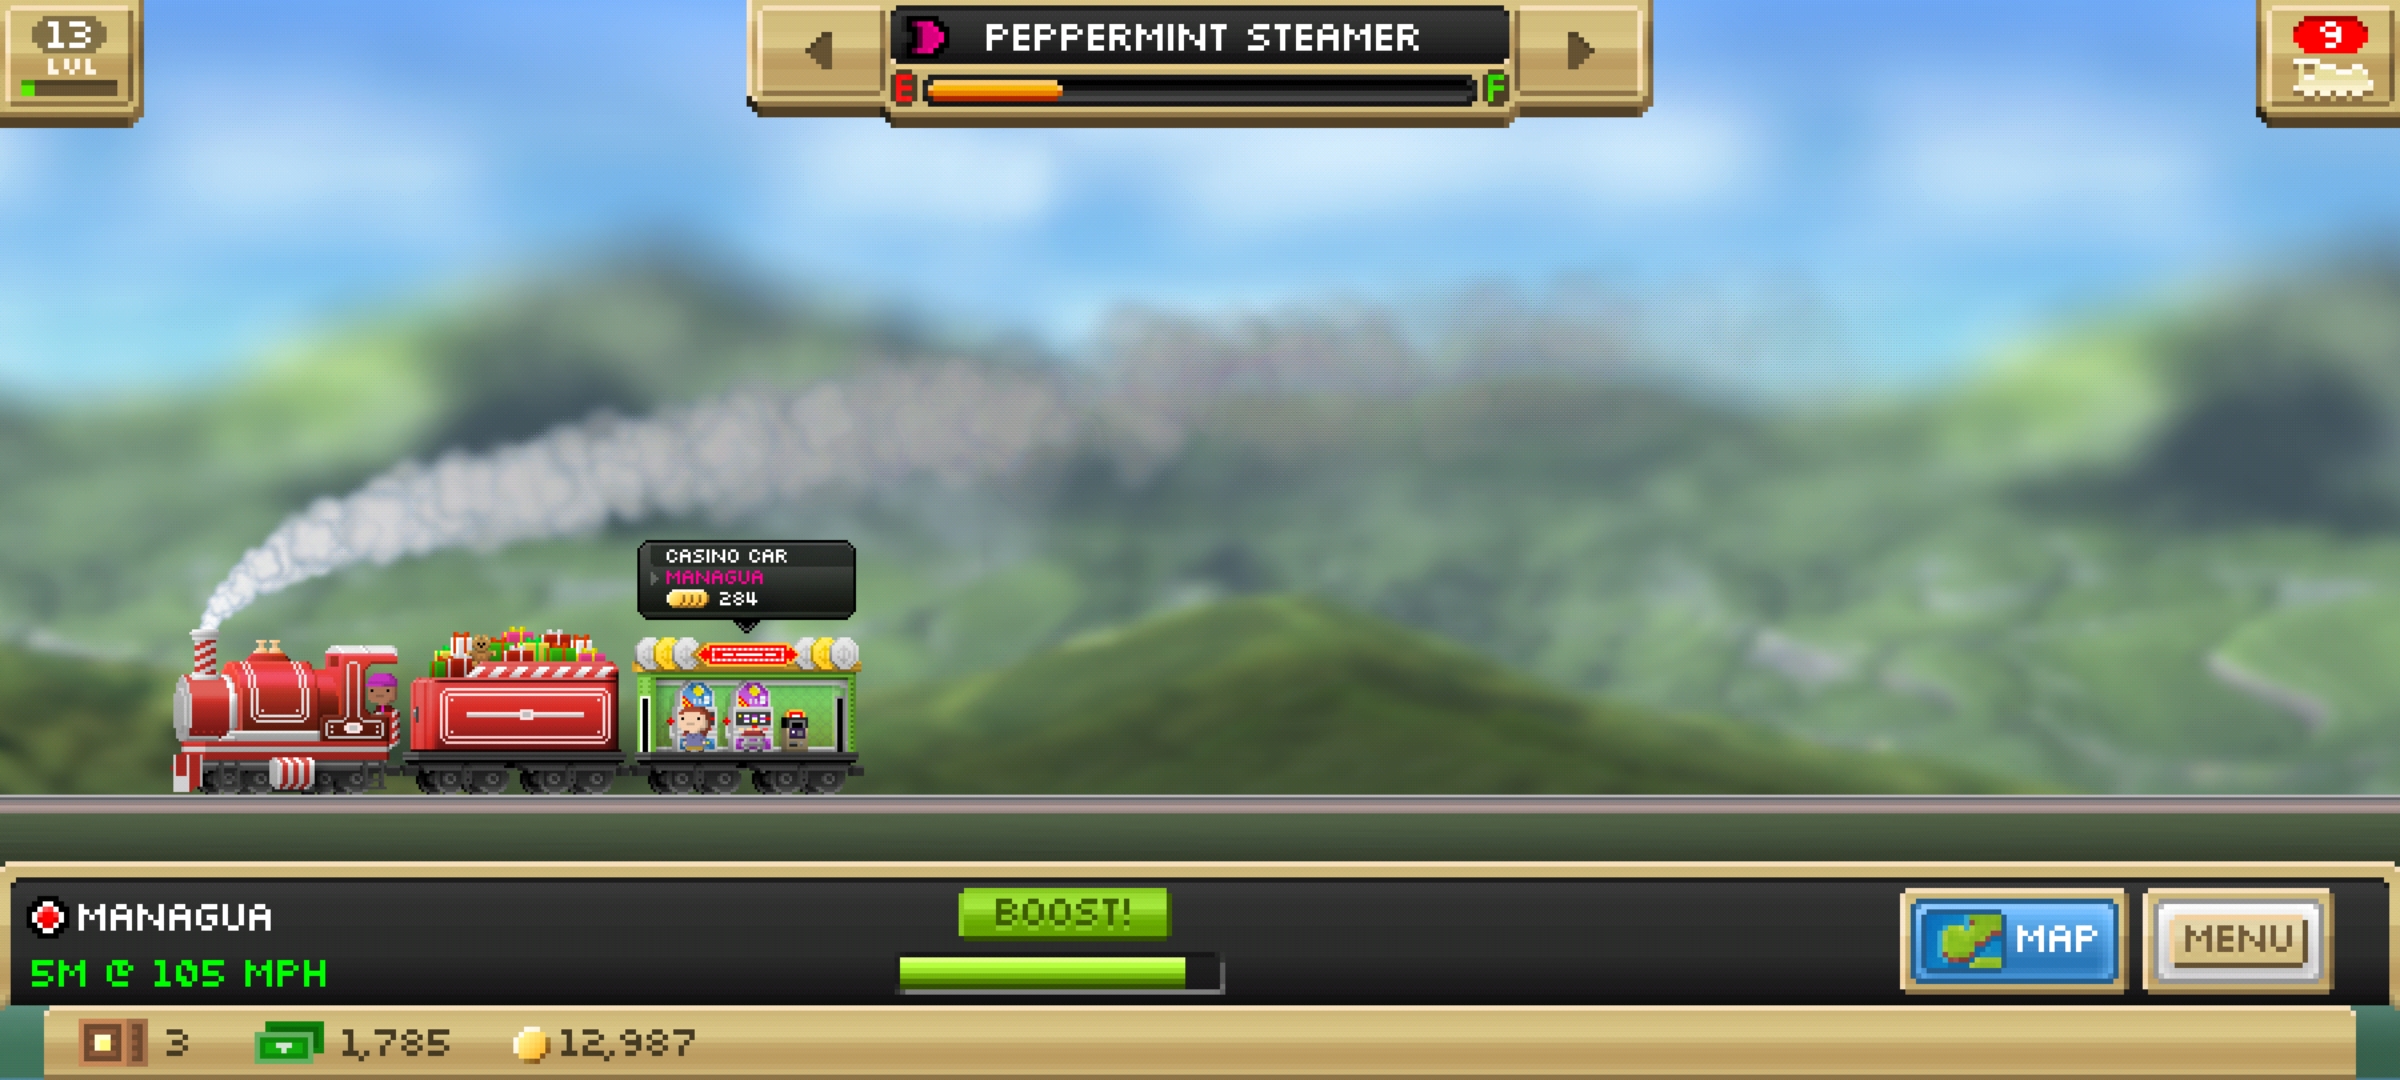 13
LVL
PEPPERMINT STEAMER
E F
9
CASINO CAR
MANAGUA
284
MANAGUA
5M @ 105 MPH
BOOST!
MAP
MENU
3
1,785
12,987